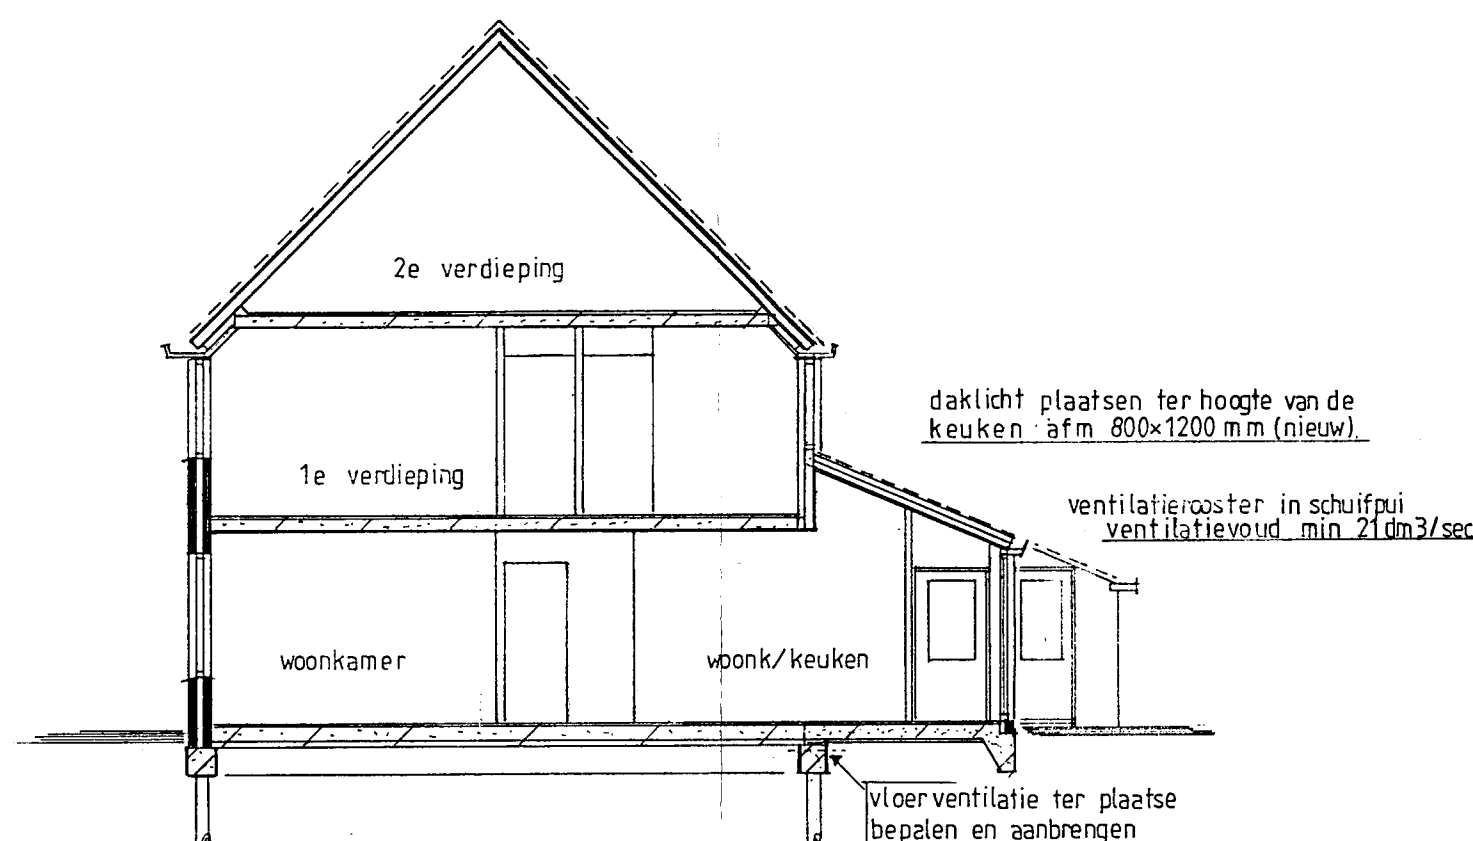 2e verdieping
daklicht plaatsen ter hoogte van de
keuken afm 800×1200 mm (nieuw).
1e verdieping
ventilatierooster in schuifpui
ventilatievoud min 21dm3/sec
woonkamer
woonk/keuken
vloerventilatie ter plaatse
bepalen en aanbrengen